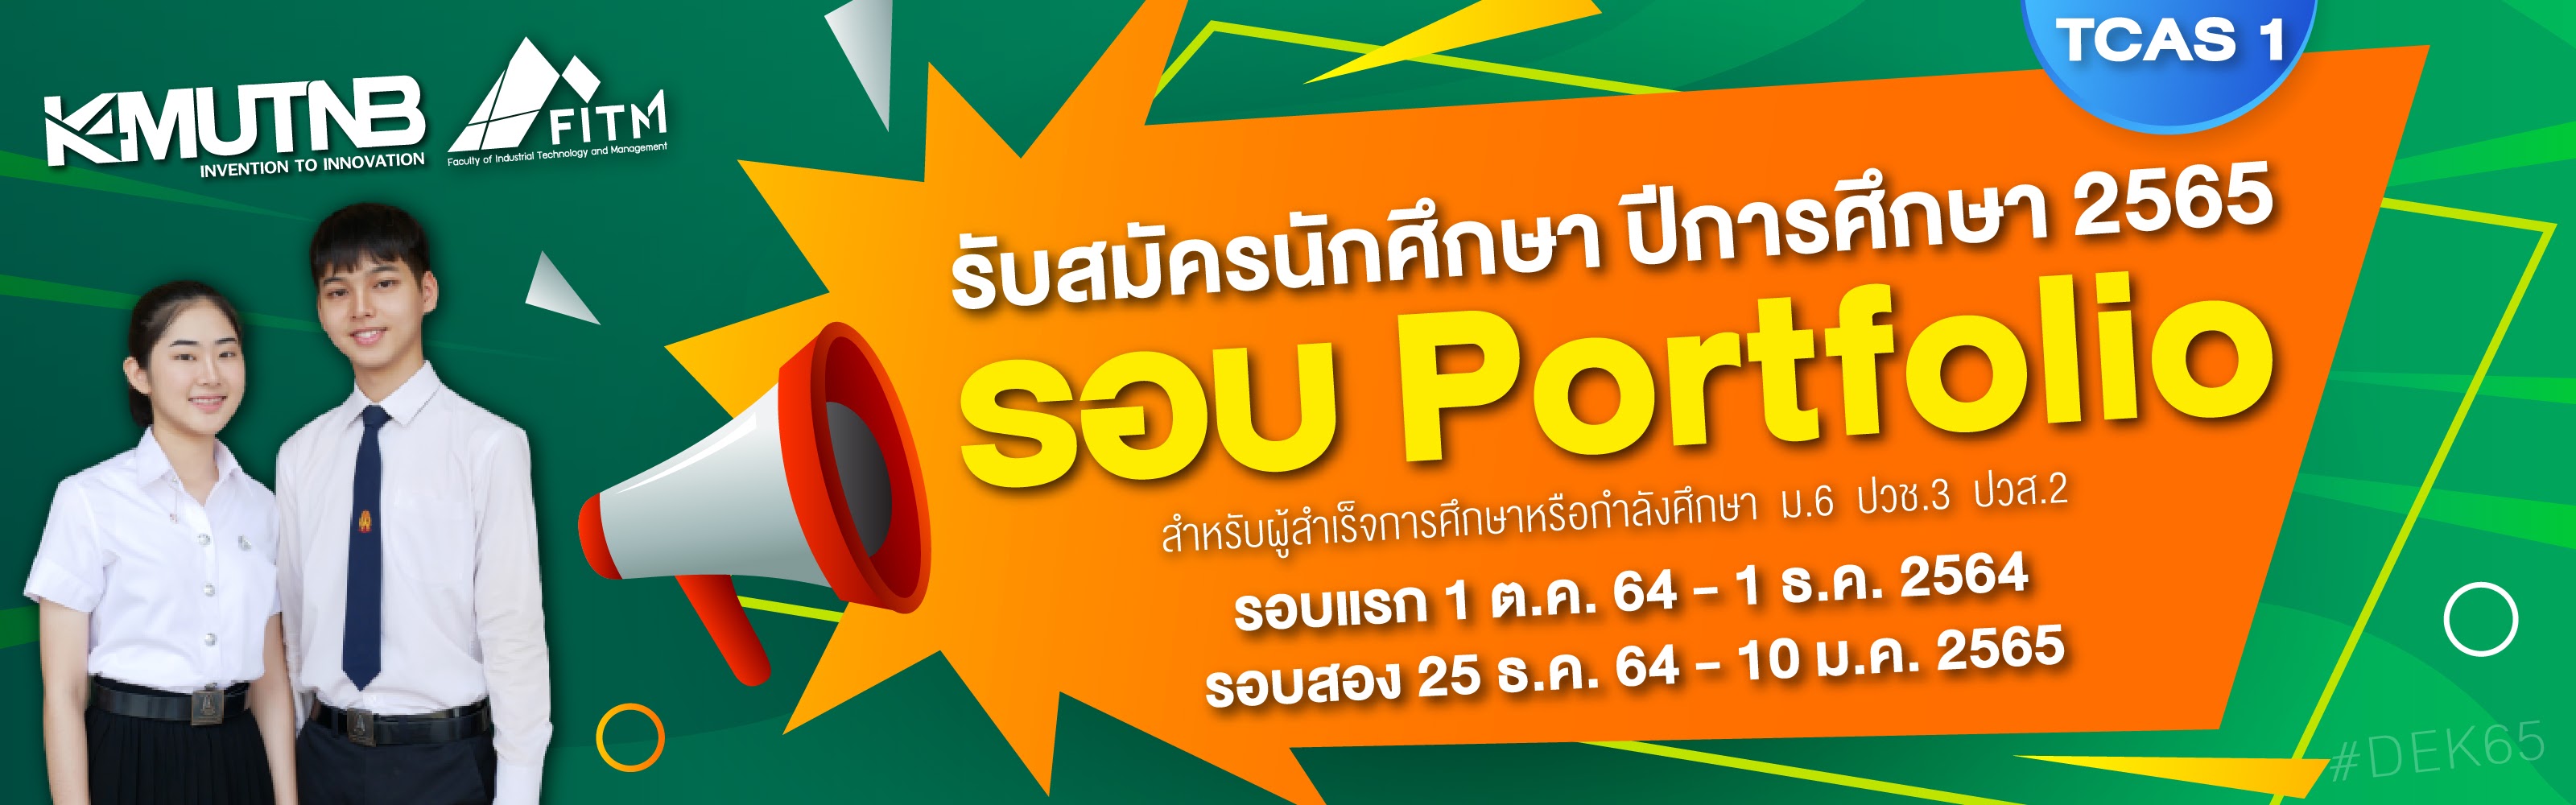 KMUTNB
INVENTION TO INNOVATION
FITM
Faculty of Industrial Technology and Management
TCAS 1
รับสมัครนักศึกษา ปีการศึกษา 2565
รอบ Portfolio
สำหรับผู้สำเร็จการศึกษาหรือกำลังศึกษา ม.6 ปวช.3 ปวส.2
รอบแรก 1 ต.ค. 64 - 1 ธ.ค. 2564
รอบสอง 25 ธ.ค. 64 - 10 ม.ค. 2565
#DEK65